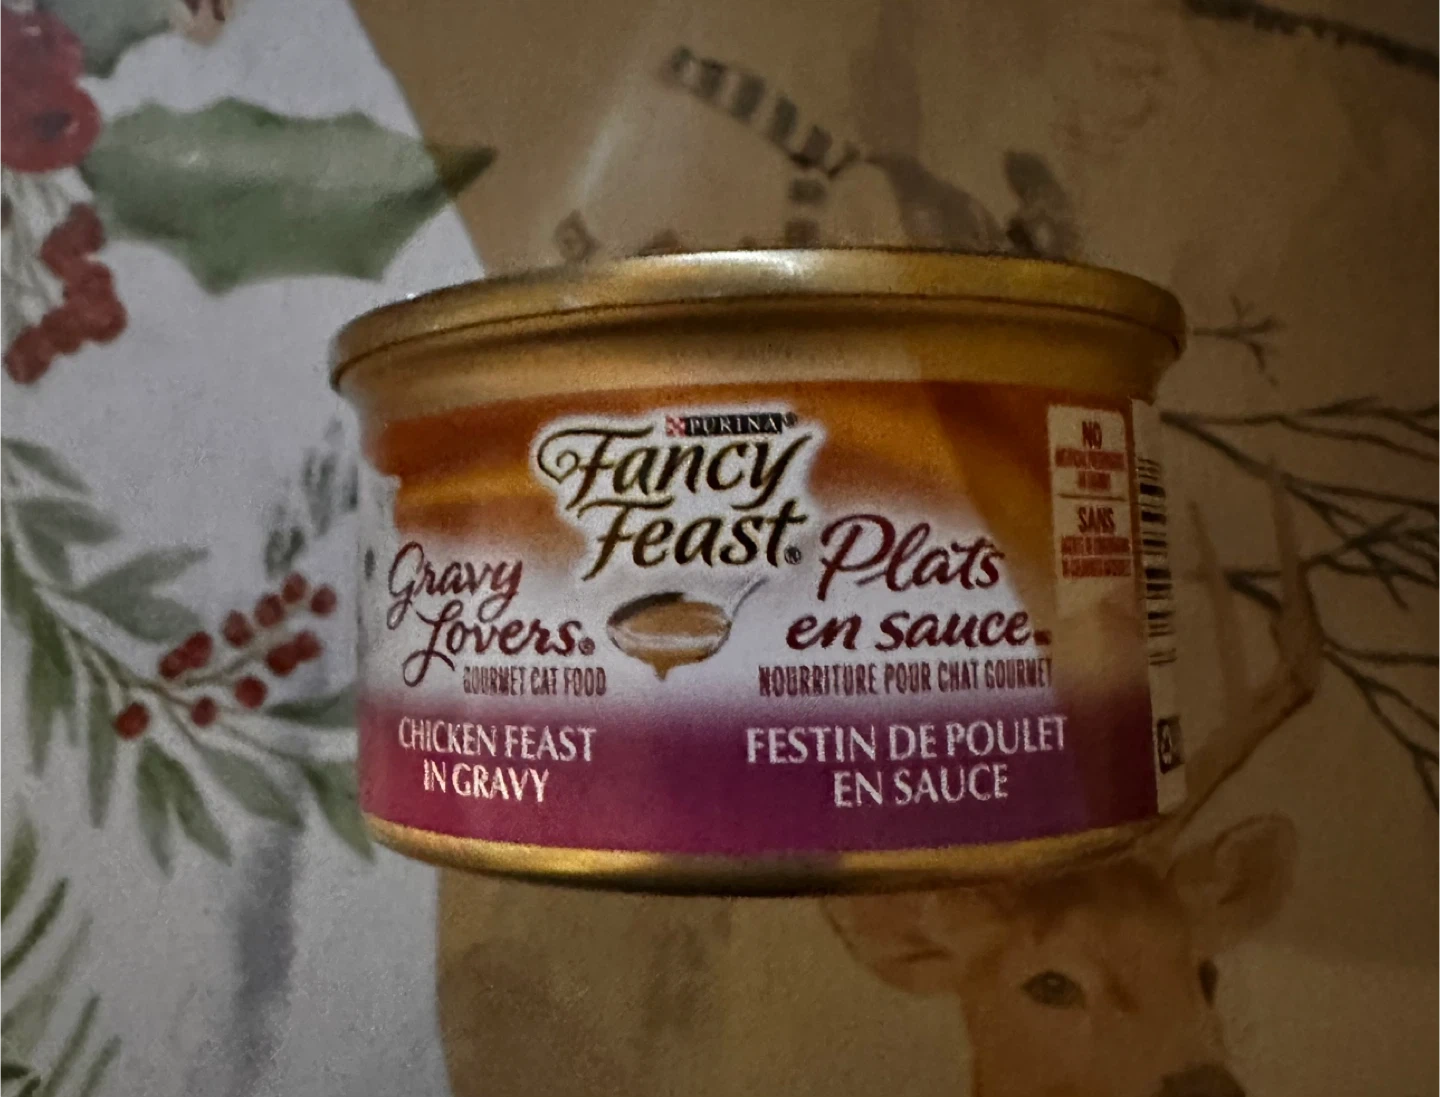 PURINA®
Fancy
Feast®
Gravy
Lovers®
GOURMET CAT FOOD
CHICKEN FEAST
IN GRAVY
Plats
en sauce
NOURRITURE POUR CHAT GOURMET
FESTIN DE POULET
EN SAUCE
NO
SANS